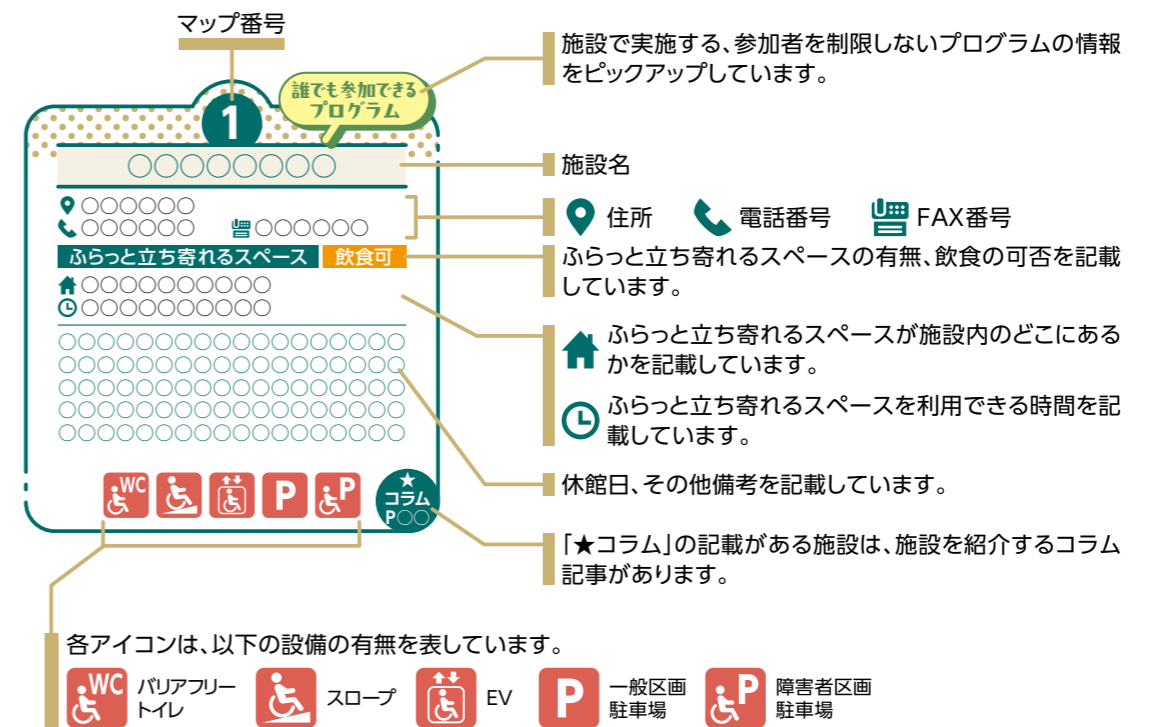 マップ番号
施設で実施する、参加者を制限しないプログラムの情報
をピックアップしています。
誰でも参加できる
プログラム
1
○○○○○○○○
施設名
○○○○○○
○○○○○○ ○○○○○○
住所 電話番号 FAX番号
ふらっと立ち寄れるスペース 飲食可
ふらっと立ち寄れるスペースの有無、飲食の可否を記載
しています。
○○○○○○○○○○
○○○○○○○○○○
ふらっと立ち寄れるスペースが施設内のどこにある
かを記載しています。
ふらっと立ち寄れるスペースを利用できる時間を記
載しています。
○○○○○○○○○○○○○○○○○○
○○○○○○○○○○○○○○○○○○
○○○○○○○○○○○○○○○○○○
○○○○○○○○○○○○○○○○○○
○○○○○○○○○○○○○○○○○○
休館日、その他備考を記載しています。
WC P P
★
コラム
P○○
「★コラム」の記載がある施設は、施設を紹介するコラム
記事があります。
各アイコンは、以下の設備の有無を表しています。
WC バリアフリー
トイレ
スロープ
EV
P 一般区画
駐車場
P 障害者区画
駐車場